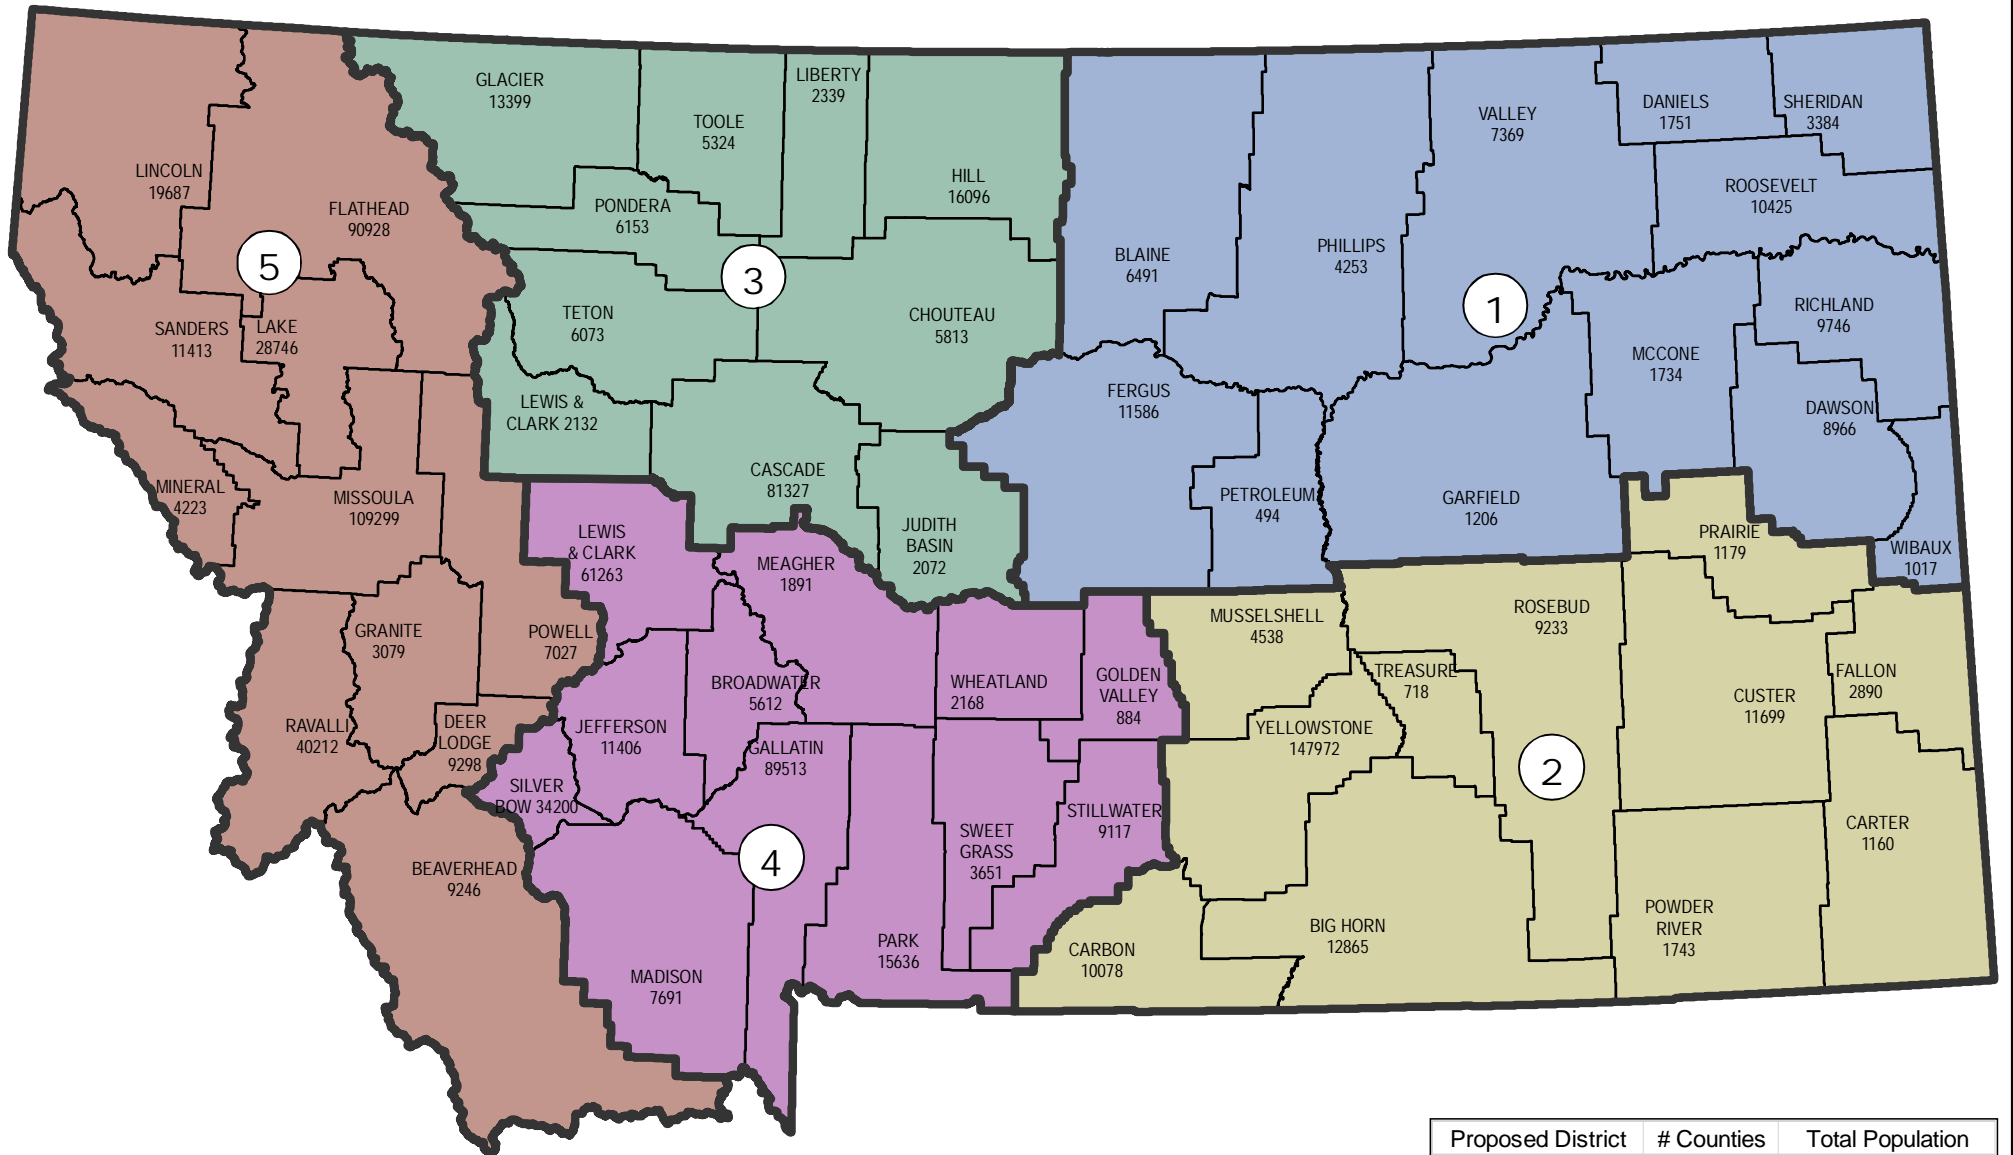 GLACIER
13399
TOOLE
5324
LIBERTY
2339
HILL
16096
PONDERA
6153
TETON
6073
CHOUTEAU
5813
LEWIS &
CLARK 2132
CASCADE
81327
JUDITH
BASIN
2072
3
LINCOLN
19687
FLATHEAD
90928
5
SANDERS
11413
LAKE
28746
MINERAL
4223
MISSOULA
109299
GRANITE
3079
POWELL
7027
RAVALLI
40212
DEER
LODGE
9298
BEAVERHEAD
9246
BLAINE
6491
PHILLIPS
4253
VALLEY
7369
DANIELS
1751
SHERIDAN
3384
ROOSEVELT
10425
1
RICHLAND
9746
MCCONE
1734
DAWSON
8966
FERGUS
11586
PETROLEUM
494
GARFIELD
1206
WIBAUX
1017
LEWIS
& CLARK
61263
MEAGHER
1891
BROADWATER
5612
WHEATLAND
2168
GOLDEN
VALLEY
884
JEFFERSON
11406
GALLATIN
89513
SILVER
BOW 34200
4
SWEET
GRASS
3651
STILLWATER
9117
MADISON
7691
PARK
15636
PRAIRIE
1179
MUSSELSHELL
4538
ROSEBUD
9233
TREASURE
718
YELLOWSTONE
147972
CUSTER
11699
FALLON
2890
2
CARTER
1160
POWDER
RIVER
1743
BIG HORN
12865
CARBON
10078
Proposed District # Counties Total Population